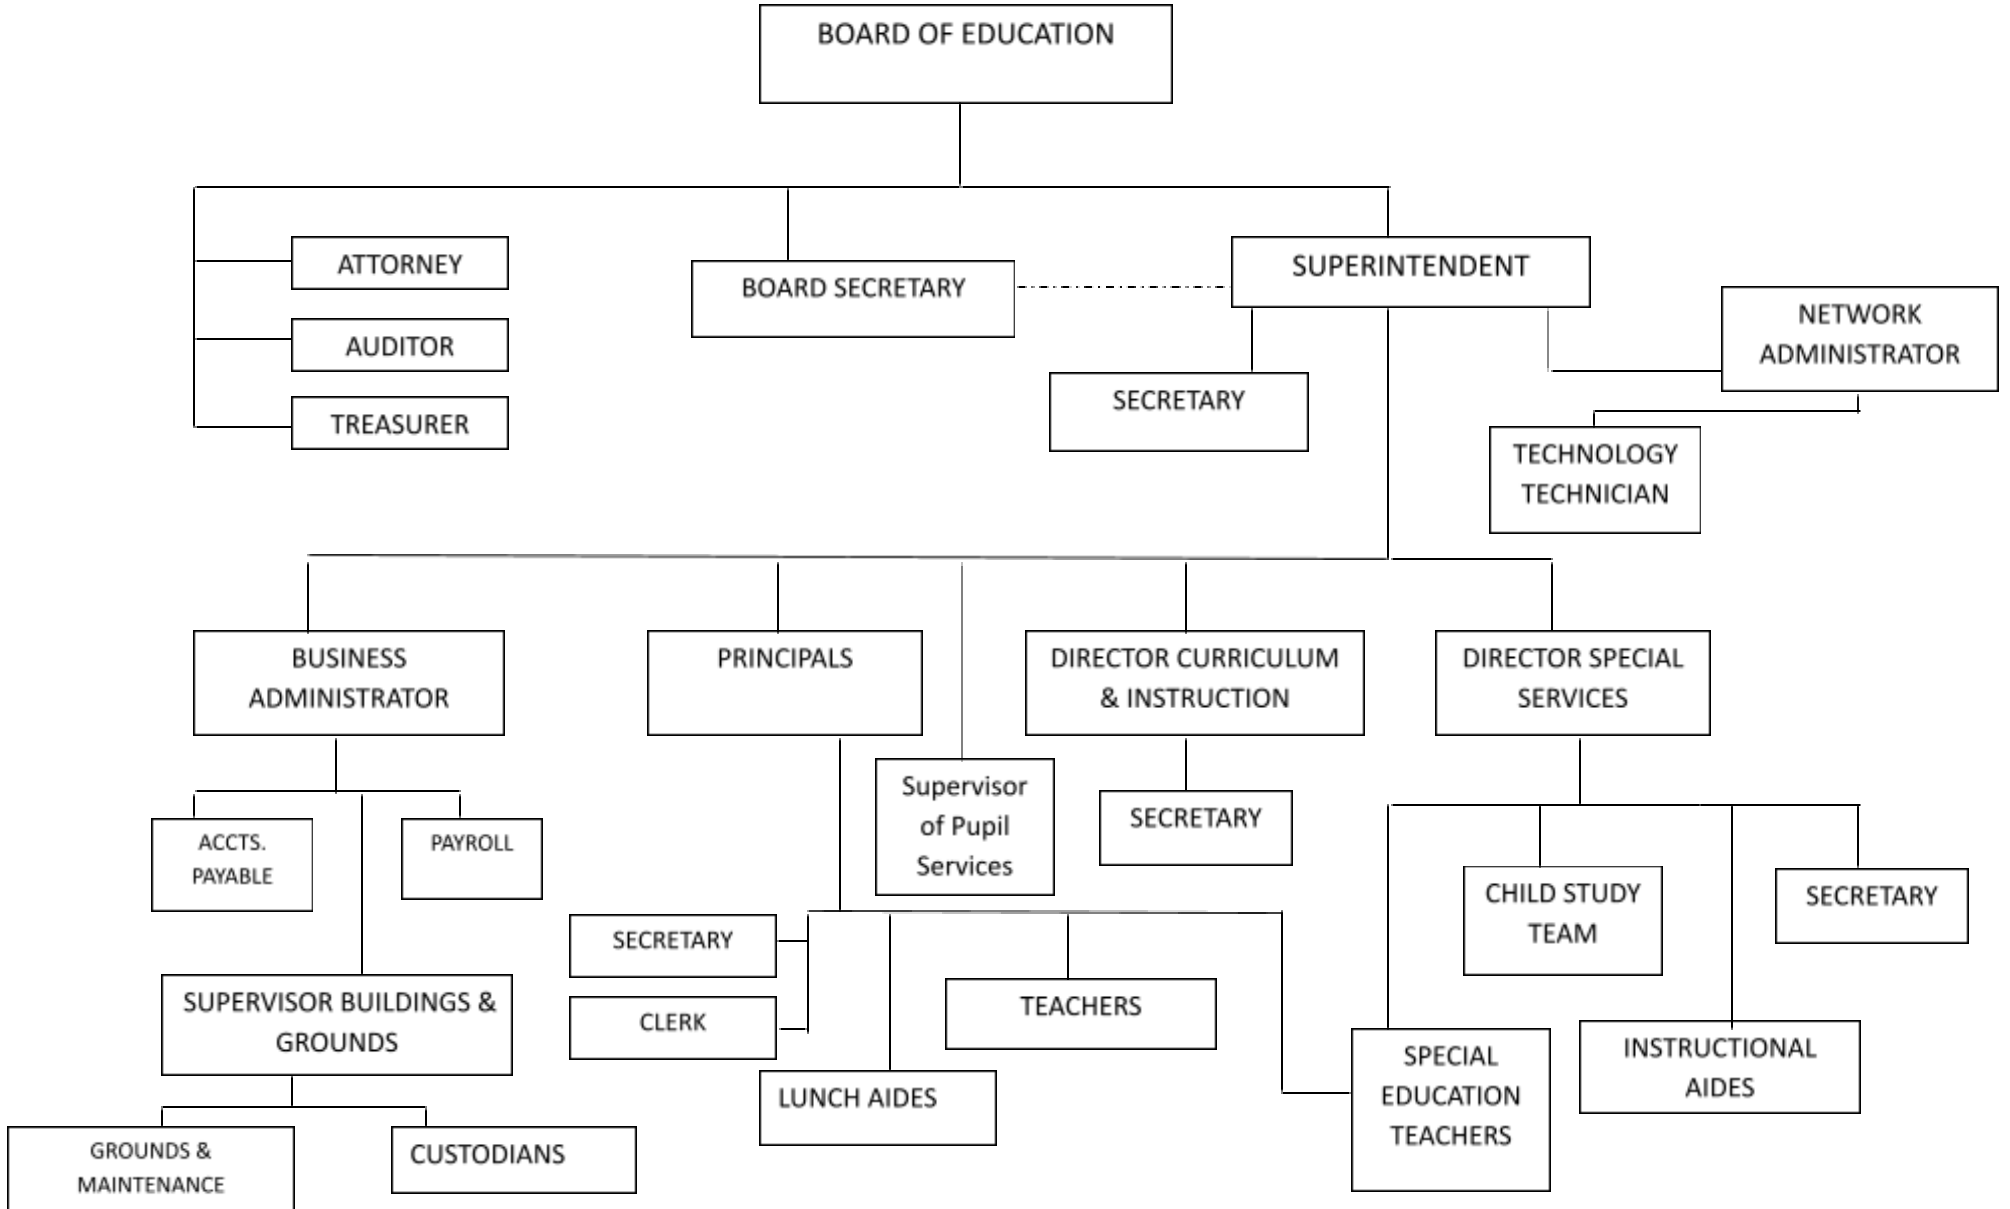 BOARD OF EDUCATION
ATTORNEY
AUDITOR
TREASURER
BOARD SECRETARY
SUPERINTENDENT
SECRETARY
NETWORK
ADMINISTRATOR
TECHNOLOGY
TECHNICIAN
BUSINESS
ADMINISTRATOR
PRINCIPALS
DIRECTOR CURRICULUM
& INSTRUCTION
DIRECTOR SPECIAL
SERVICES
ACCTS.
PAYABLE
PAYROLL
Supervisor
of Pupil
Services
SECRETARY
CHILD STUDY
TEAM
SECRETARY
SECRETARY
CLERK
SUPERVISOR BUILDINGS &
GROUNDS
TEACHERS
LUNCH AIDES
SPECIAL
EDUCATION
TEACHERS
INSTRUCTIONAL
AIDES
GROUNDS &
MAINTENANCE
CUSTODIANS